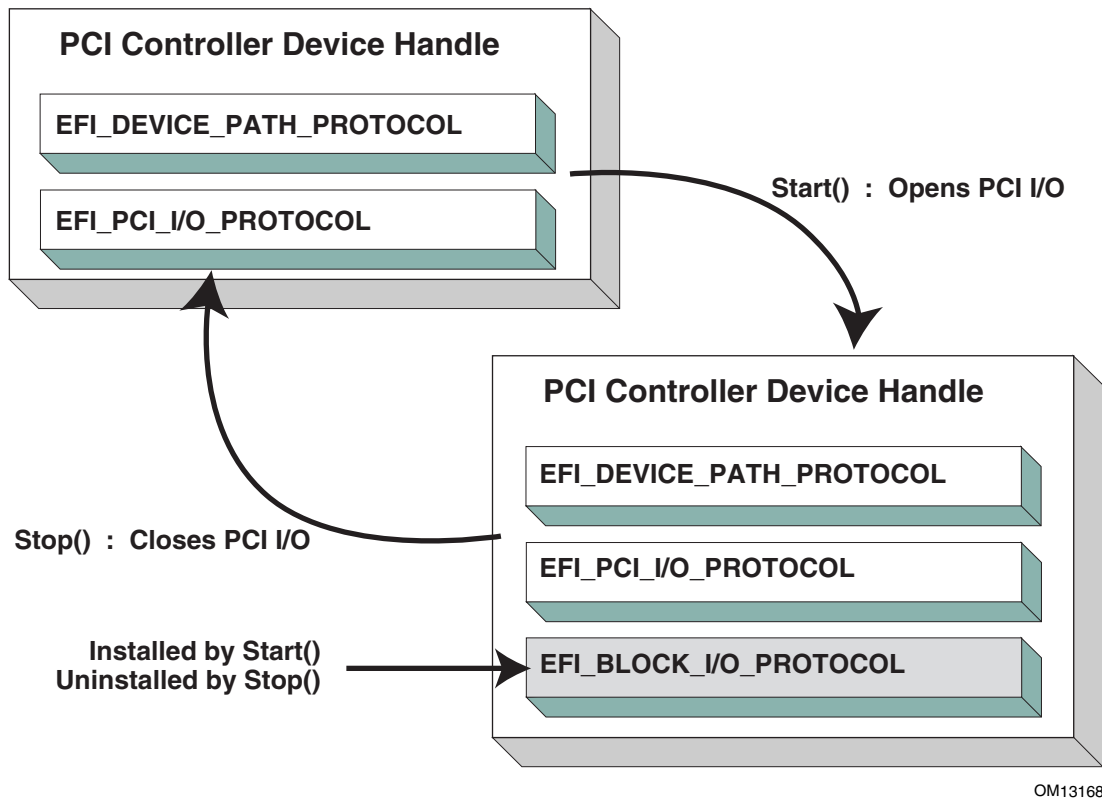 PCI Controller Device Handle
EFI_DEVICE_PATH_PROTOCOL
EFI_PCI_I/O_PROTOCOL
Start() : Opens PCI I/O
PCI Controller Device Handle
EFI_DEVICE_PATH_PROTOCOL
Stop() : Closes PCI I/O
EFI_PCI_I/O_PROTOCOL
Installed by Start()
Uninstalled by Stop()
EFI_BLOCK_I/O_PROTOCOL
OM13168